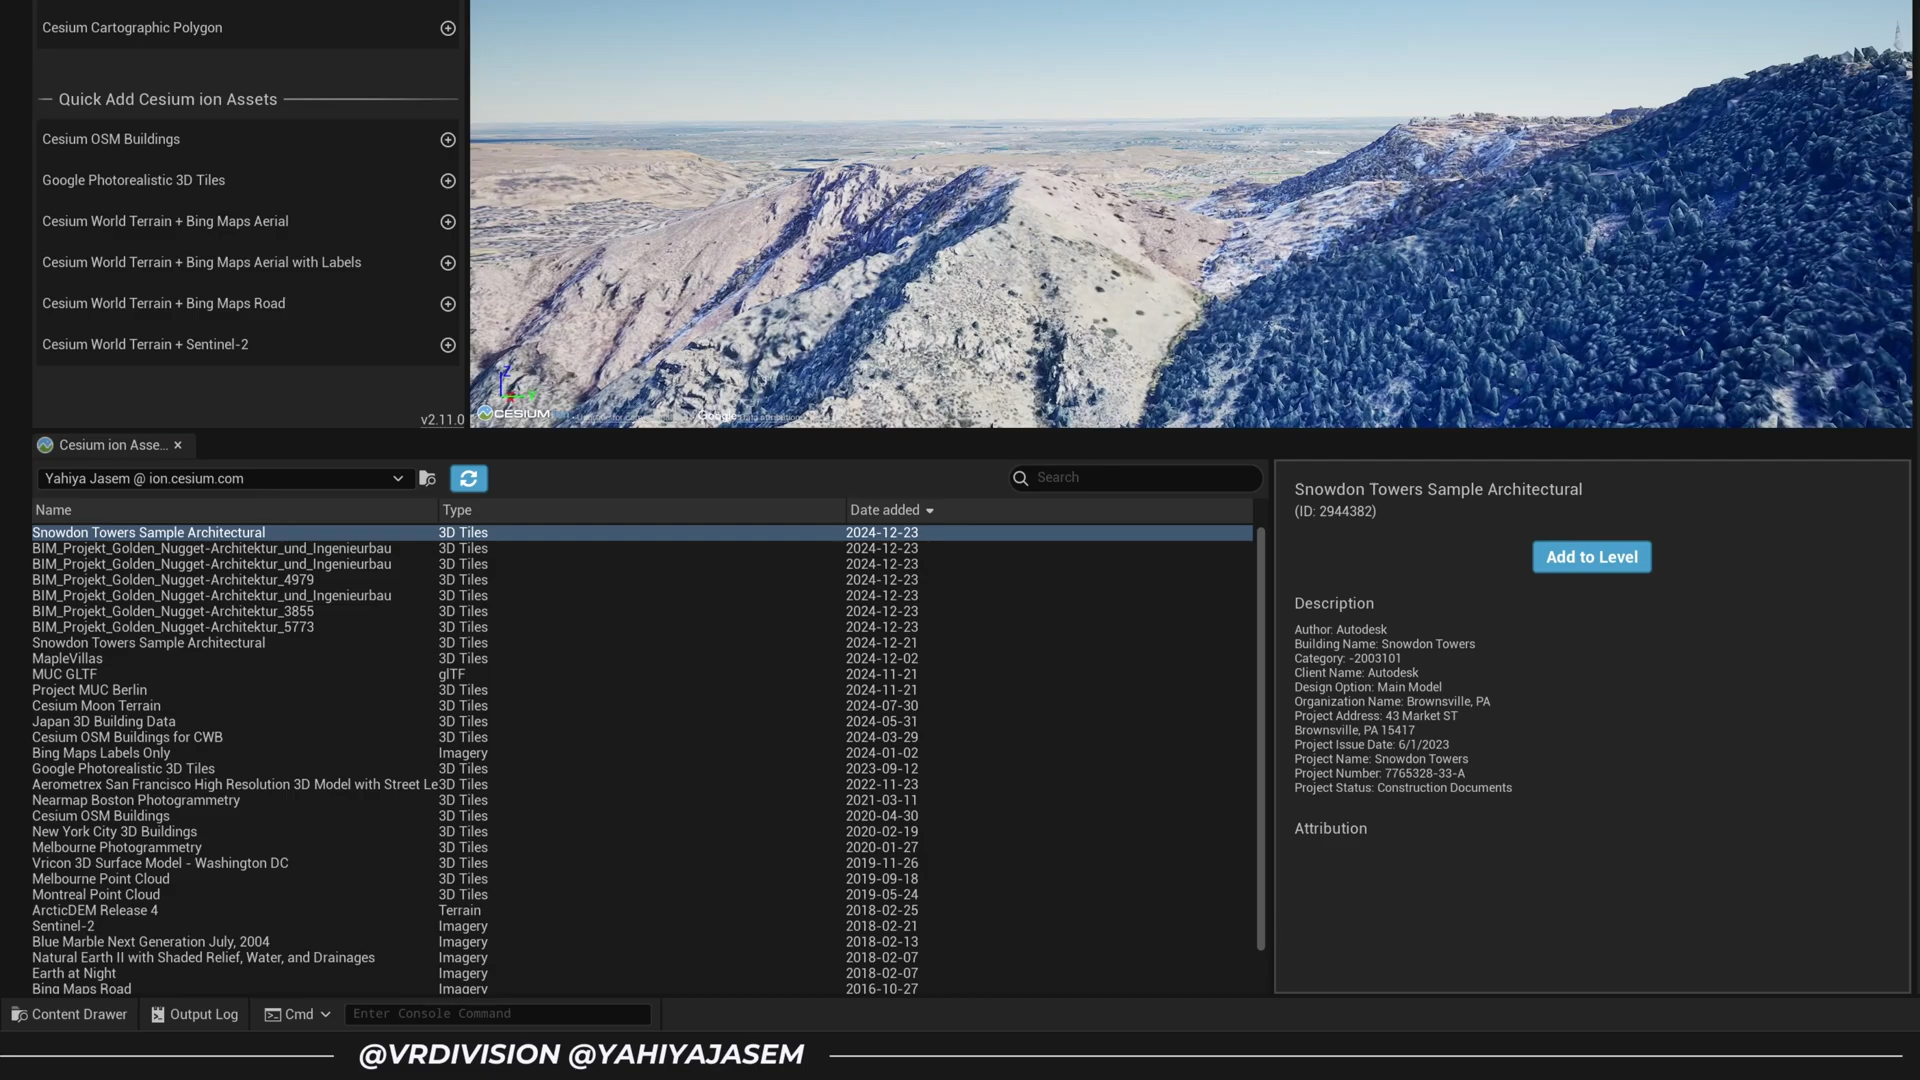 Cesium Cartographic Polygon
Quick Add Cesium ion Assets
Cesium OSM Buildings
Google Photorealistic 3D Tiles
Cesium World Terrain + Bing Maps Aerial
Cesium World Terrain + Bing Maps Aerial with Labels
Cesium World Terrain + Bing Maps Road
Cesium World Terrain + Sentinel-2
v2.11.0
Z
CESIUM
Google
Cesium ion Asse...
Yahiya Jasem @ ion.cesium.com
Search
Name Type Date added
Snowdon Towers Sample Architectural 3D Tiles 2024-12-23
BIM_Projekt_Golden_Nugget-Architektur_und_Ingenieurbau 3D Tiles 2024-12-23
BIM_Projekt_Golden_Nugget-Architektur_und_Ingenieurbau 3D Tiles 2024-12-23
BIM_Projekt_Golden_Nugget-Architektur_4979 3D Tiles 2024-12-23
BIM_Projekt_Golden_Nugget-Architektur_und_Ingenieurbau 3D Tiles 2024-12-23
BIM_Projekt_Golden_Nugget-Architektur_3855 3D Tiles 2024-12-23
BIM_Projekt_Golden_Nugget-Architektur_5773 3D Tiles 2024-12-23
Snowdon Towers Sample Architectural 3D Tiles 2024-12-21
MapleVillas 3D Tiles 2024-12-02
MUC GLTF glTF 2024-11-21
Project MUC Berlin 3D Tiles 2024-11-21
Cesium Moon Terrain 3D Tiles 2024-07-30
Japan 3D Building Data 3D Tiles 2024-05-31
Cesium OSM Buildings for CWB 3D Tiles 2024-03-29
Bing Maps Labels Only Imagery 2024-01-02
Google Photorealistic 3D Tiles 3D Tiles 2023-09-12
Aerometrex San Francisco High Resolution 3D Model with Street Le 3D Tiles 2022-11-23
Nearmap Boston Photogrammetry 3D Tiles 2021-03-11
Cesium OSM Buildings 3D Tiles 2020-04-30
New York City 3D Buildings 3D Tiles 2020-02-19
Melbourne Photogrammetry 3D Tiles 2020-01-27
Vricon 3D Surface Model - Washington DC 3D Tiles 2019-11-26
Melbourne Point Cloud 3D Tiles 2019-09-18
Montreal Point Cloud 3D Tiles 2019-05-24
ArcticDEM Release 4 Terrain 2018-02-25
Sentinel-2 Imagery 2018-02-21
Blue Marble Next Generation July, 2004 Imagery 2018-02-13
Natural Earth II with Shaded Relief, Water, and Drainages Imagery 2018-02-07
Earth at Night Imagery 2018-02-07
Bing Maps Road Imagery 2016-10-27
Snowdon Towers Sample Architectural
(ID: 2944382)
Add to Level
Description
Author: Autodesk
Building Name: Snowdon Towers
Category: -2003101
Client Name: Autodesk
Design Option: Main Model
Organization Name: Brownsville, PA
Project Address: 43 Market ST
Brownsville, PA 15417
Project Issue Date: 6/1/2023
Project Name: Snowdon Towers
Project Number: 7765328-33-A
Project Status: Construction Documents
Attribution
Content Drawer Output Log Cmd Enter Console Command
@VRDIVISION @YAHIYAJASEM